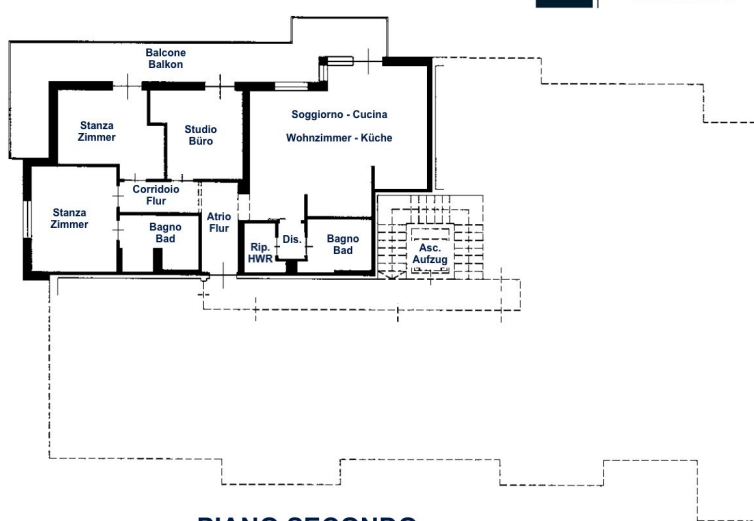 Balcone
Balkon
Stanza
Zimmer
Studio
Büro
Soggiorno - Cucina
Wohnzimmer - Küche
Stanza
Zimmer
Corridoio
Flur
Atrio
Flur
Bagno
Bad
Rip.
HWR
Dis.
Bagno
Bad
Asc.
Aufzug
PIANO SECONDO